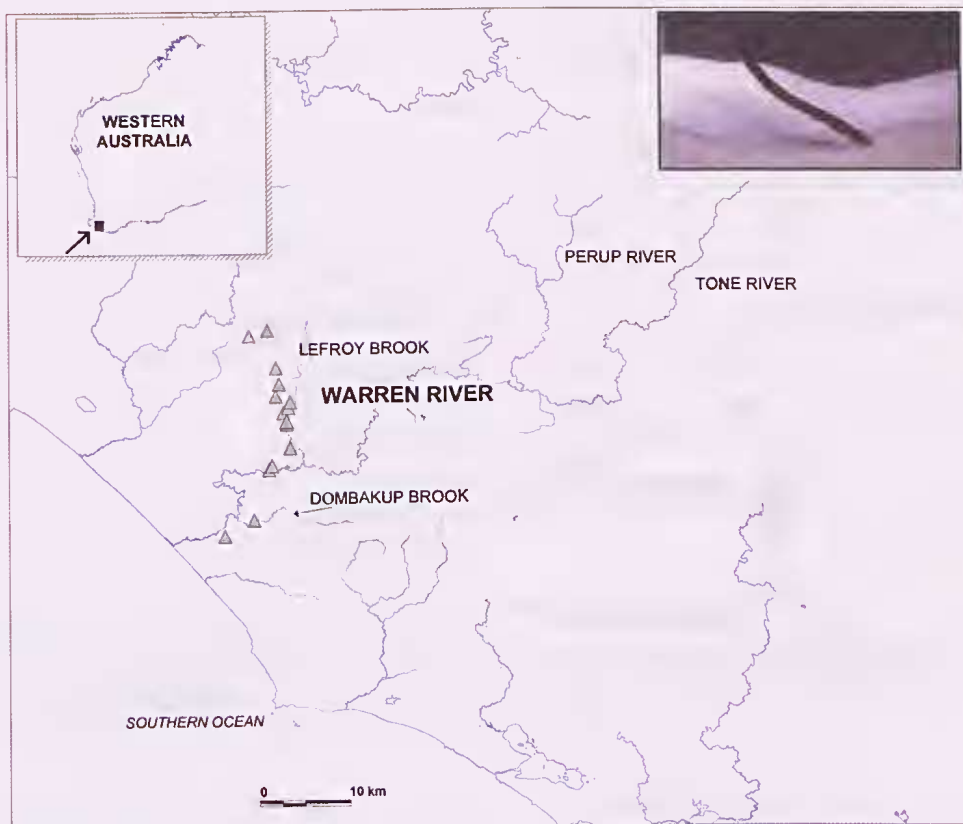 WESTERN
AUSTRALIA
PERUP RIVER
TONE RIVER
LEFROY BROOK
WARREN RIVER
DOMBAKUP BROOK
SOUTHERN OCEAN
0 10 km